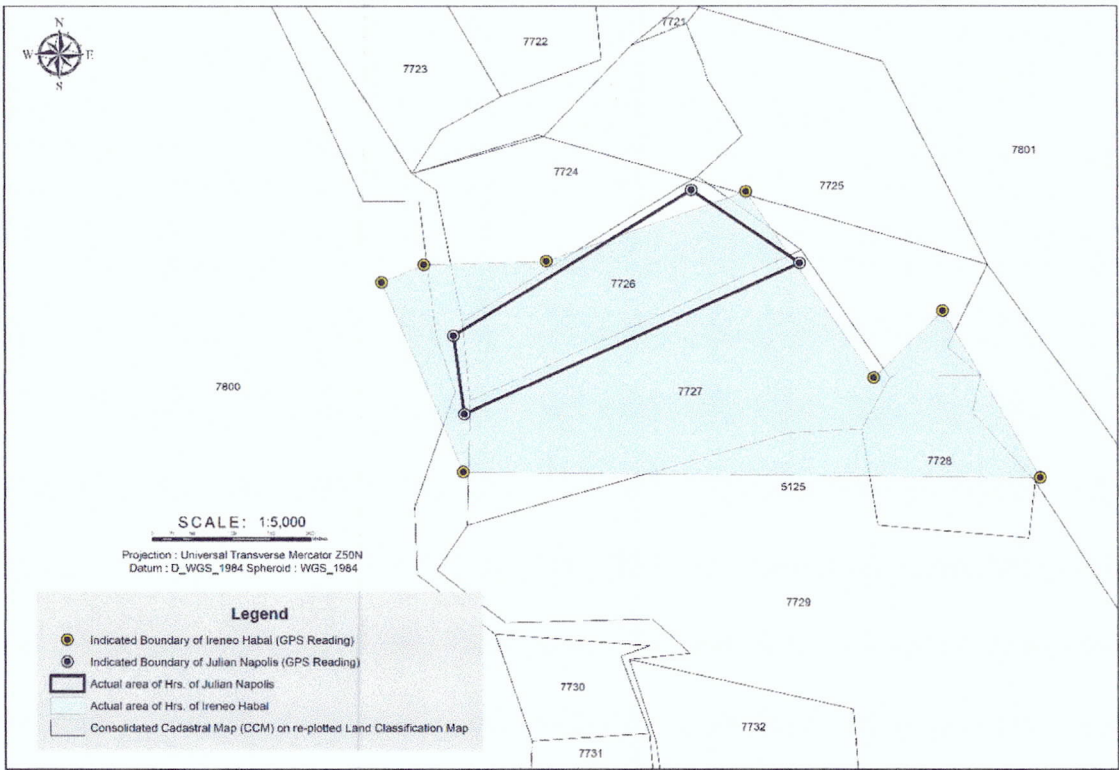 N
W E
S
7721
7722
7723
7801
7724
7725
7726
7800
7727
7728
5125
SCALE: 1:5,000
Projection : Universal Transverse Mercator Z50N
Datum : D_WGS_1984 Spheroid : WGS_1984
7729
Legend
Indicated Boundary of Ireneo Habal (GPS Reading)
Indicated Boundary of Julian Napolis (GPS Reading)
Actual area of Hrs. of Julian Napolis
Actual area of Hrs. of Ireneo Habal
Consolidated Cadastral Map (CCM) on re-plotted Land Classification Map
7730
7732
7731